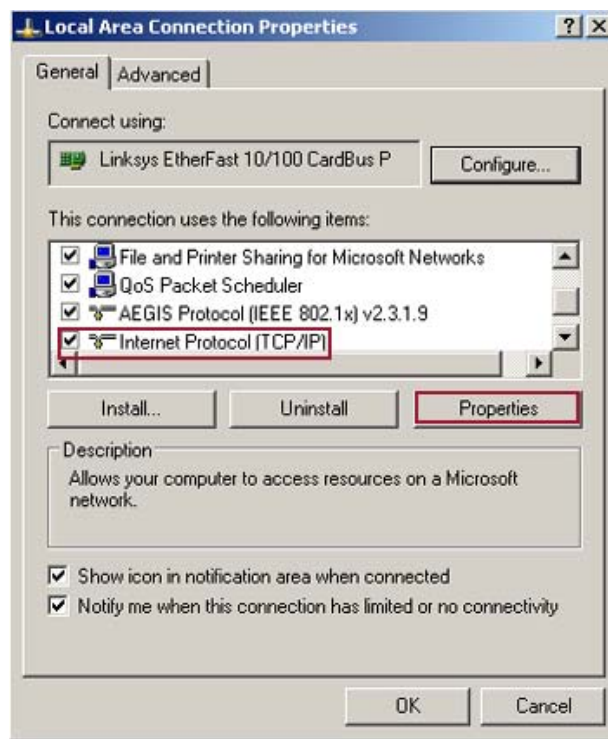 Local Area Connection Properties
General
Advanced
Connect using:
Linksys EtherFast 10/100 CardBus P
Configure...
This connection uses the following items:
File and Printer Sharing for Microsoft Networks
QoS Packet Scheduler
AEGIS Protocol (IEEE 802.1x) v2.3.1.9
Internet Protocol (TCP/IP)
Install...
Uninstall
Properties
Description
Allows your computer to access resources on a Microsoft
network.
Show icon in notification area when connected
Notify me when this connection has limited or no connectivity
OK
Cancel